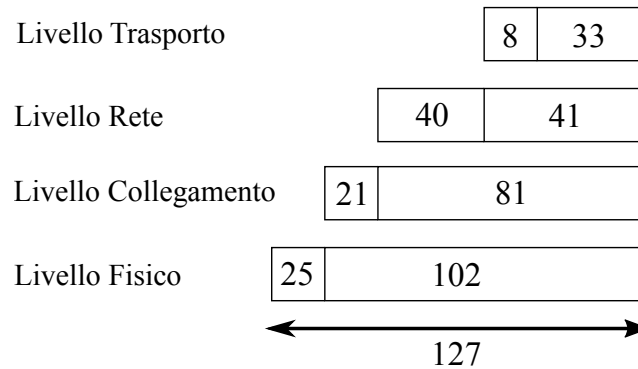 Livello Trasporto 8 33
Livello Rete 40 41
Livello Collegamento 21 81
Livello Fisico 25 102
127